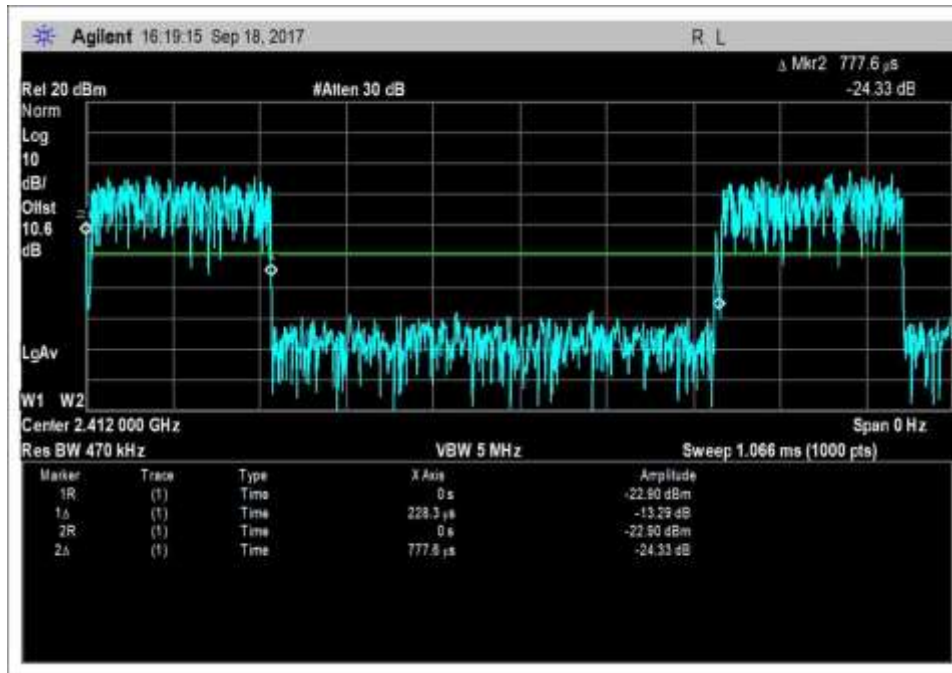 Agilent 16:19:15 Sep 18, 2017 R L
Δ Mkr2 777.6 µs
Ref 20 dBm #Atten 30 dB -24.33 dB
Norm
Log
10
dB/
Offst
10.6
dB
LgAv
W1 W2
Center 2.412 000 GHz Span 0 Hz
Res BW 470 kHz VBW 5 MHz Sweep 1.066 ms (1000 pts)
Marker Trace Type X Axis Amplitude
1R (1) Time 0 s -22.90 dBm
1Δ (1) Time 228.3 µs -13.29 dB
2R (1) Time 0 s -22.90 dBm
2Δ (1) Time 777.6 µs -24.33 dB